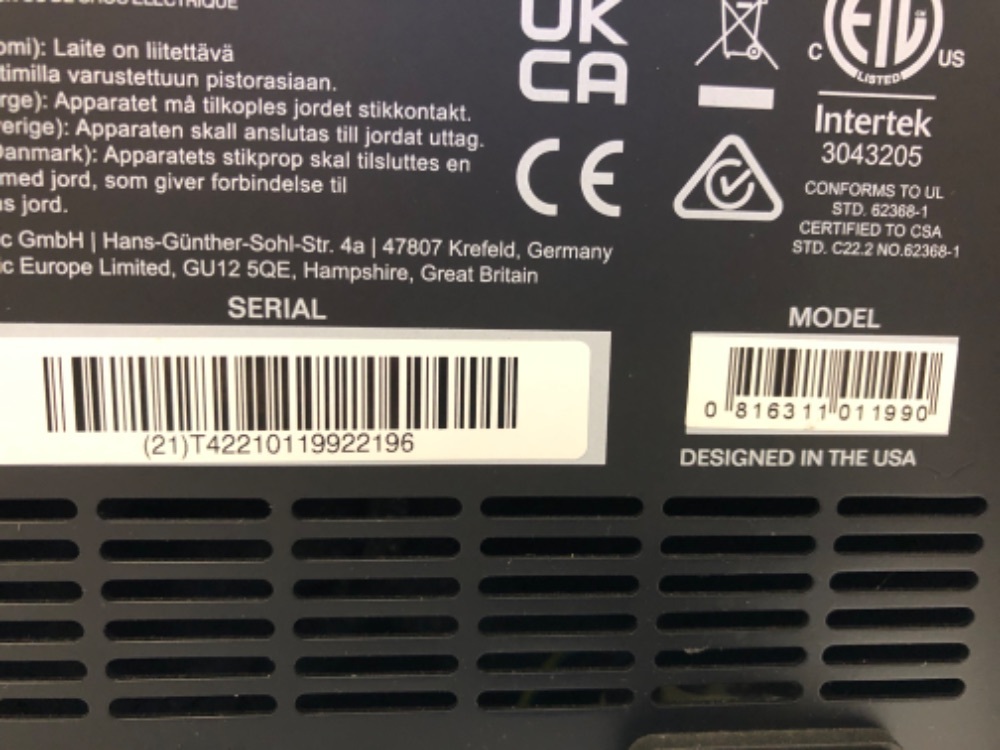 omi): Laite on liitettävä
timilla varustettuun pistorasiaan.
rge): Apparatet må tilkoples jordet stikkontakt.
verige): Apparaten skall anslutas till jordat uttag.
Danmark): Apparatets stikprop skal tilsluttes en
med jord, som giver forbindelse til
s jord.
c GmbH | Hans-Günther-Sohl-Str. 4a | 47807 Krefeld, Germany
c Europe Limited, GU12 5QE, Hampshire, Great Britain
UK
CA
CE
C ETL US
LISTED
Intertek
3043205
CONFORMS TO UL
STD. 62368-1
CERTIFIED TO CSA
STD. C22.2 NO.62368-1
SERIAL
(21)T42210119922196
MODEL
0 816311 011990
DESIGNED IN THE USA